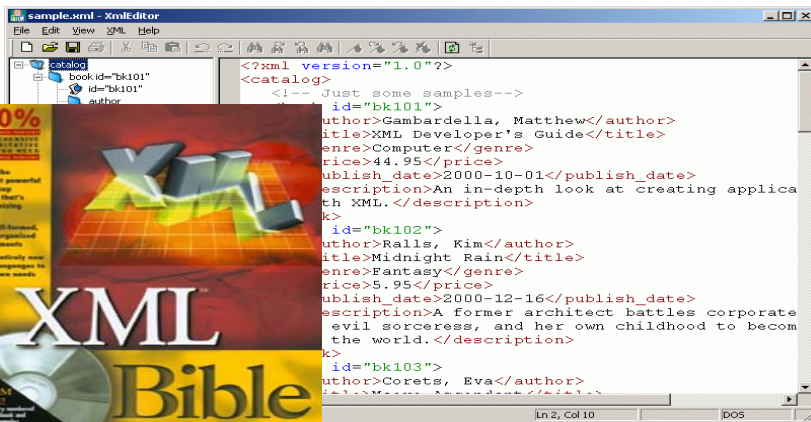 sample.xml - XmlEditor
File Edit View XML Help
catalog
book id="bk101"
id="bk101"
author
<?xml version="1.0"?>
<catalog>
<!-- Just some samples-->
id="bk101">
uthor>Gambardella, Matthew</author>
itle>XML Developer's Guide</title>
enre>Computer</genre>
rice>44.95</price>
ublish_date>2000-10-01</publish_date>
escription>An in-depth look at creating applica
th XML.</description>
k>
id="bk102">
uthor>Ralls, Kim</author>
itle>Midnight Rain</title>
enre>Fantasy</genre>
rice>5.95</price>
ublish_date>2000-12-16</publish_date>
escription>A former architect battles corporate
evil sorceress, and her own childhood to becom
the world.</description>
k>
id="bk103">
uthor>Corets, Eva</author>
0%
XML
XML
Bible
Ln 2, Col 10
DOS